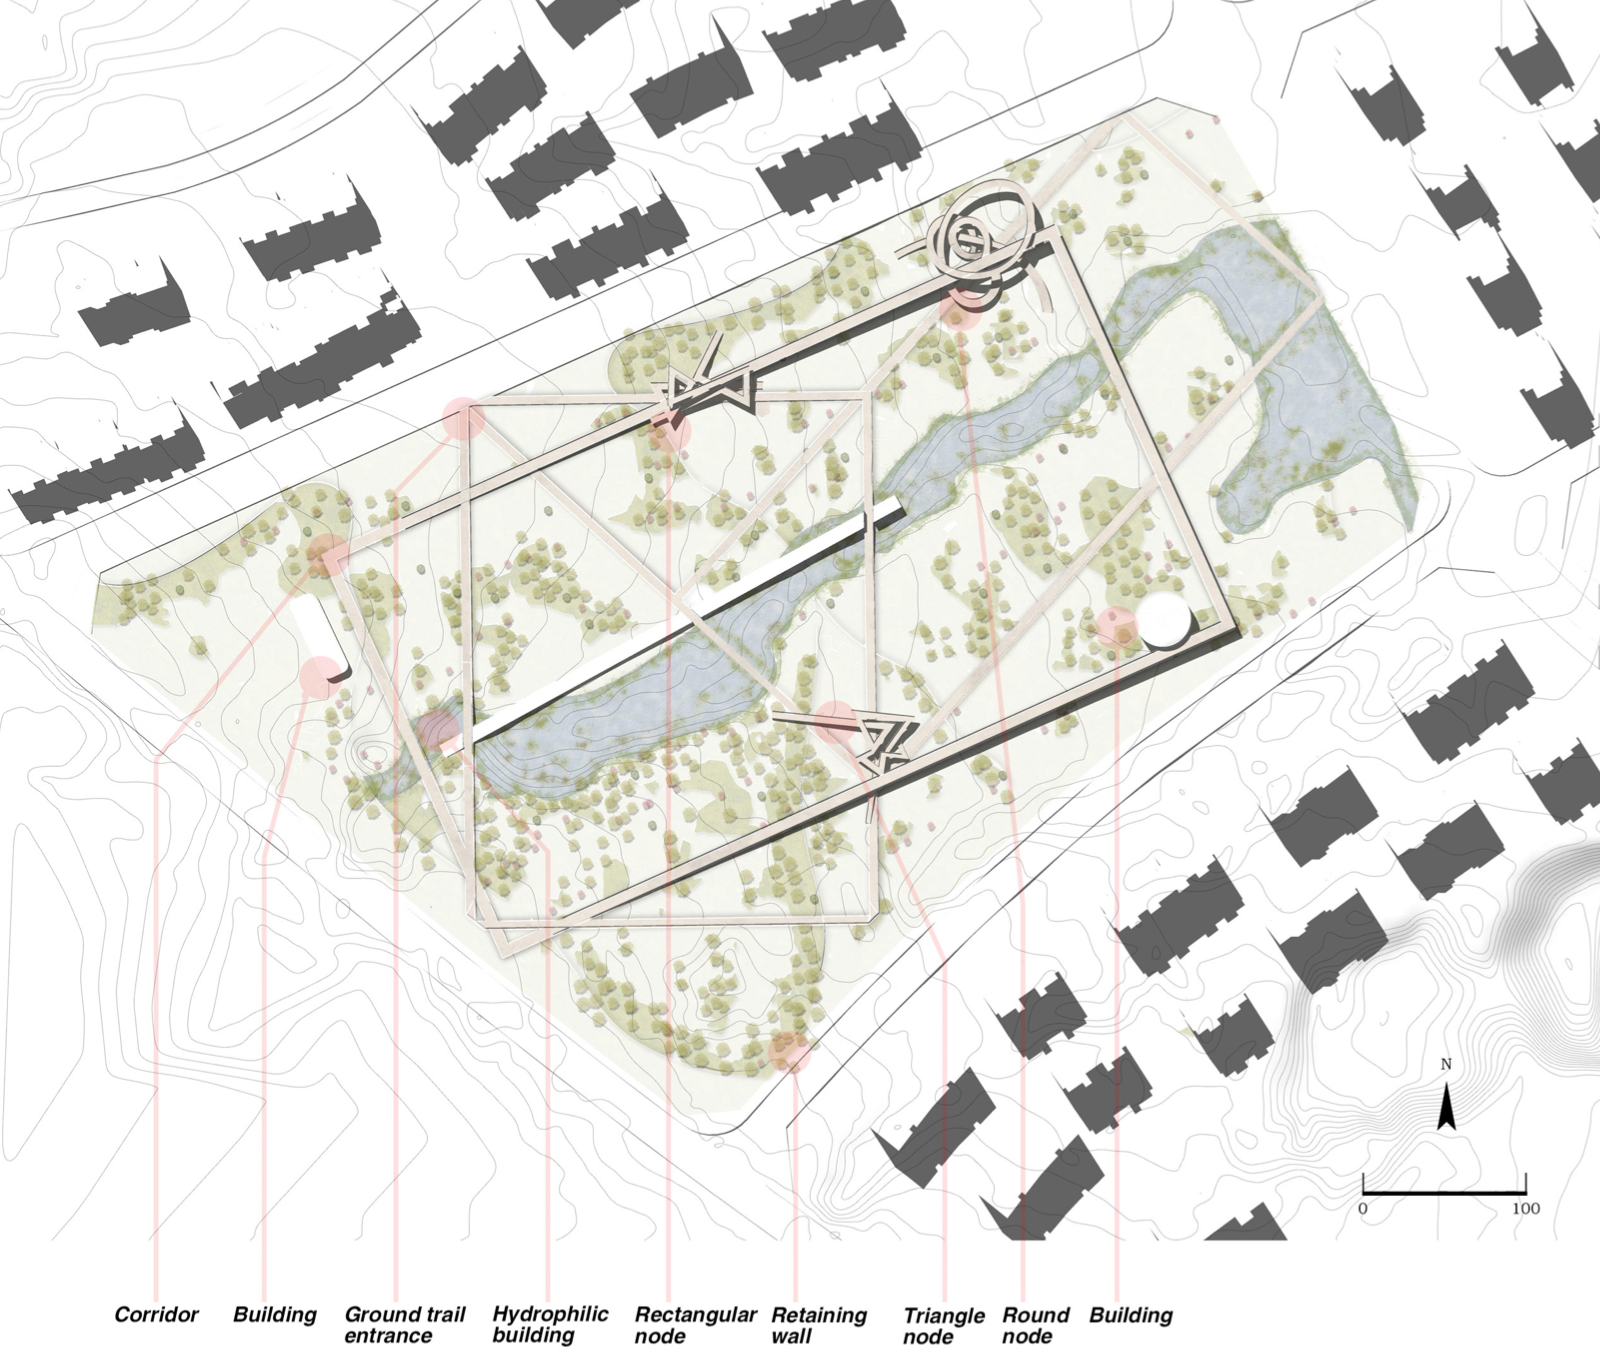 N
0 100
Corridor Building Ground trail Hydrophilic Rectangular Retaining Triangle Round Building
entrance building node wall node node